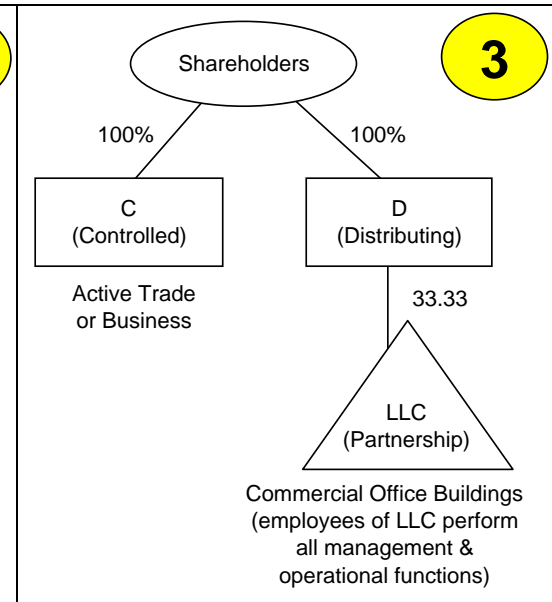 Shareholders
3
100%
100%
C
(Controlled)
D
(Distributing)
Active Trade
or Business
33.33
LLC
(Partnership)
Commercial Office Buildings
(employees of LLC perform
all management &
operational functions)